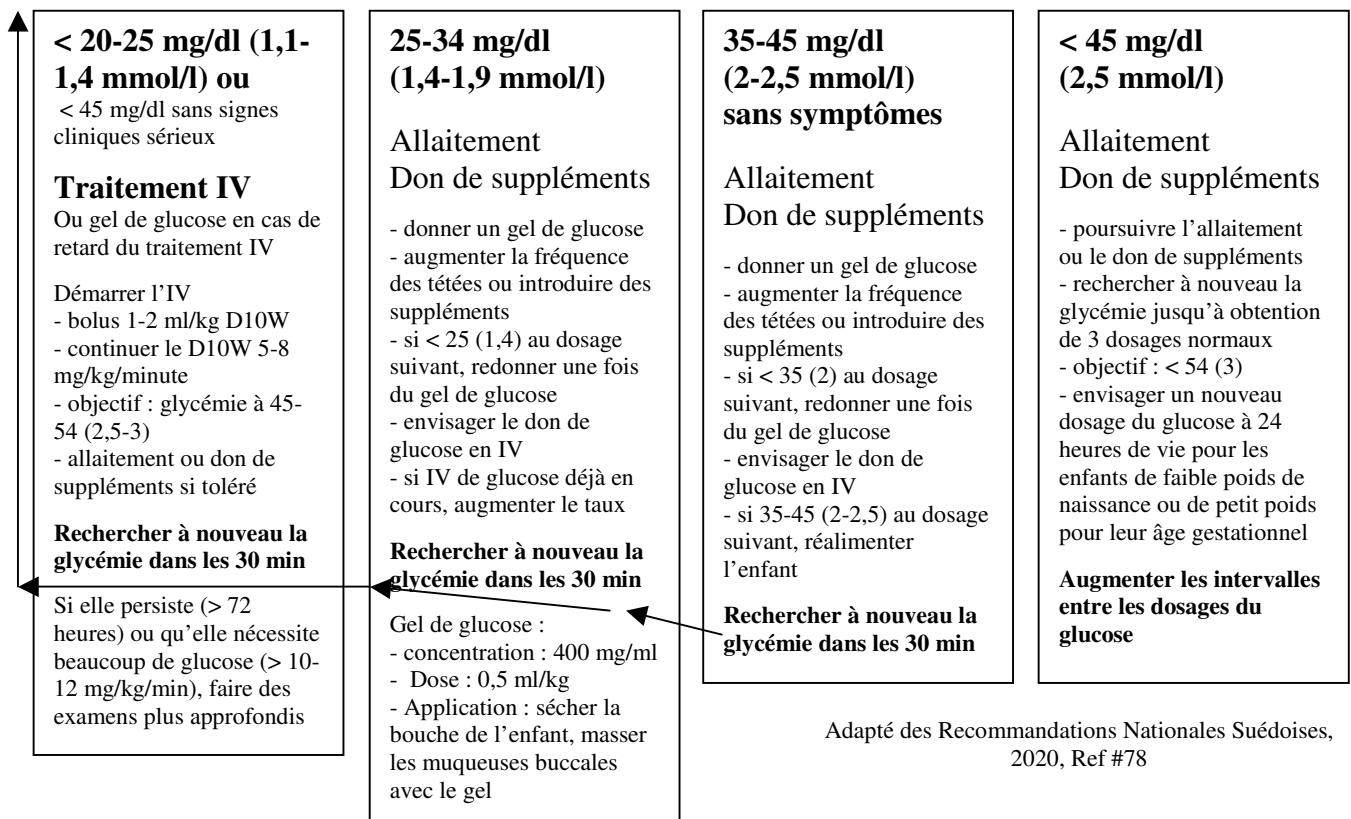 < 20-25 mg/dl (1,1-
1,4 mmol/l) ou
< 45 mg/dl sans signes
cliniques sérieux
Traitement IV
Ou gel de glucose en cas de
retard du traitement IV
Démarrer l’IV
- bolus 1-2 ml/kg D10W
- continuer le D10W 5-8
mg/kg/minute
- objectif : glycémie à 45-
54 (2,5-3)
- allaitement ou don de
suppléments si toléré
Rechercher à nouveau la
glycémie dans les 30 min
Si elle persiste (> 72
heures) ou qu’elle nécessite
beaucoup de glucose (> 10-
12 mg/kg/min), faire des
examens plus approfondis
25-34 mg/dl
(1,4-1,9 mmol/l)
Allaitement
Don de suppléments
- donner un gel de glucose
- augmenter la fréquence
des tétées ou introduire des
suppléments
- si < 25 (1,4) au dosage
suivant, redonner une fois
du gel de glucose
- envisager le don de
glucose en IV
- si IV de glucose déjà en
cours, augmenter le taux
Rechercher à nouveau la
glycémie dans les 30 min
Gel de glucose :
- concentration : 400 mg/ml
- Dose : 0,5 ml/kg
- Application : sécher la
bouche de l’enfant, masser
les muqueuses buccales
avec le gel
35-45 mg/dl
(2-2,5 mmol/l)
sans symptômes
Allaitement
Don de suppléments
- donner un gel de glucose
- augmenter la fréquence
des tétées ou introduire des
suppléments
- si < 35 (2) au dosage
suivant, redonner une fois
du gel de glucose
- envisager le don de
glucose en IV
- si 35-45 (2-2,5) au dosage
suivant, réalimenter
l’enfant
Rechercher à nouveau la
glycémie dans les 30 min
< 45 mg/dl
(2,5 mmol/l)
Allaitement
Don de suppléments
- poursuivre l’allaitement
ou le don de suppléments
- rechercher à nouveau la
glycémie jusqu’à obtention
de 3 dosages normaux
- objectif : < 54 (3)
- envisager un nouveau
dosage du glucose à 24
heures de vie pour les
enfants de faible poids de
naissance ou de petit poids
pour leur âge gestationnel
Augmenter les intervalles
entre les dosages du
glucose
Adapté des Recommandations Nationales Suédoises,
2020, Ref #78